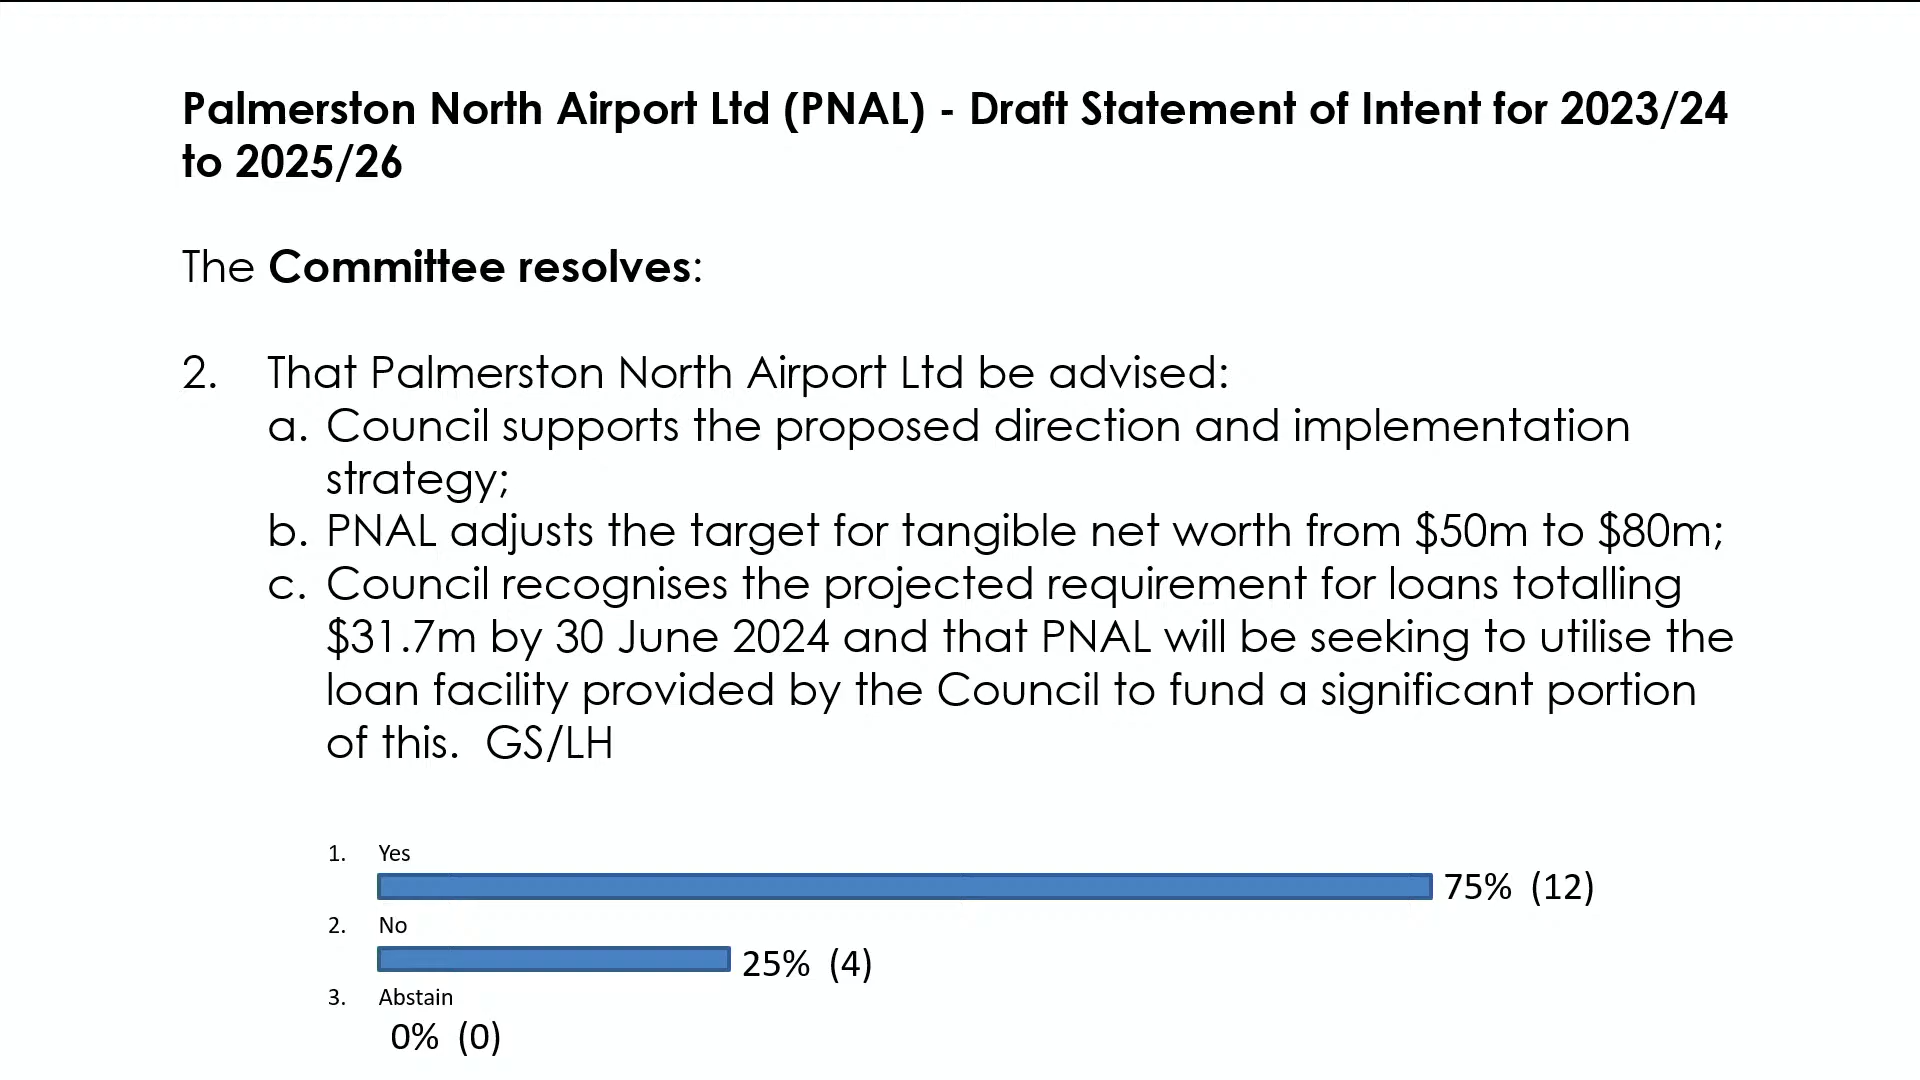 Palmerston North Airport Ltd (PNAL) - Draft Statement of Intent for 2023/24
to 2025/26
The Committee resolves:
2. That Palmerston North Airport Ltd be advised:
a. Council supports the proposed direction and implementation
strategy;
b. PNAL adjusts the target for tangible net worth from $50m to $80m;
c. Council recognises the projected requirement for loans totalling
$31.7m by 30 June 2024 and that PNAL will be seeking to utilise the
loan facility provided by the Council to fund a significant portion
of this. GS/LH
1. Yes
75% (12)
2. No
25% (4)
3. Abstain
0% (0)